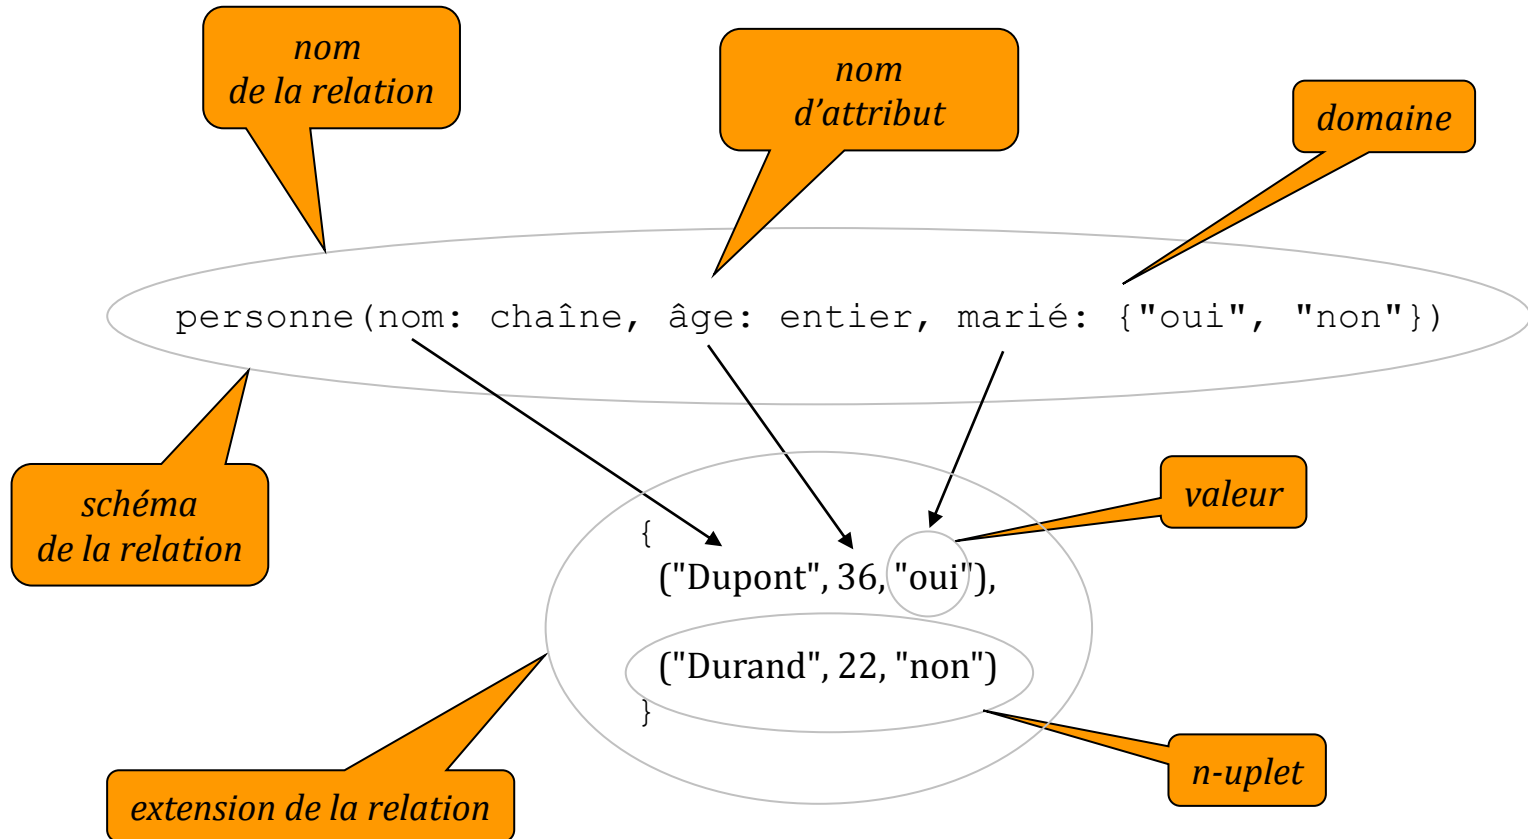 nom
de la relation
nom
d’attribut
domaine
personne(nom: chaîne, âge: entier, marié: {"oui", "non"})
schéma
de la relation
valeur
{
("Dupont", 36, "oui"),
("Durand", 22, "non")
}
n-uplet
extension de la relation